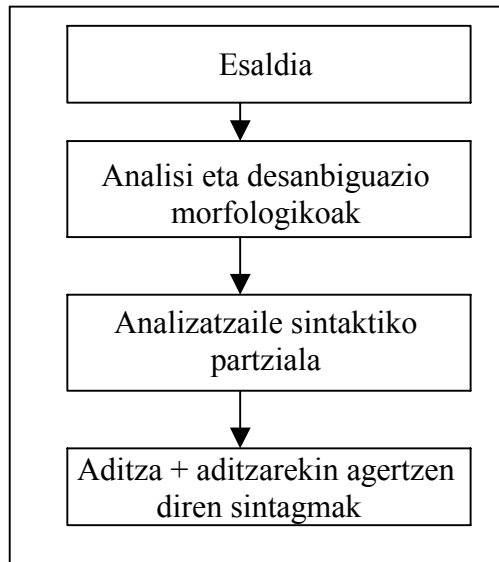 Esaldia
Analisi eta desanbiguazio
morfologikoak
Analizatzaile sintaktiko
partziala
Aditza + aditzarekin agertzen
diren sintagmak